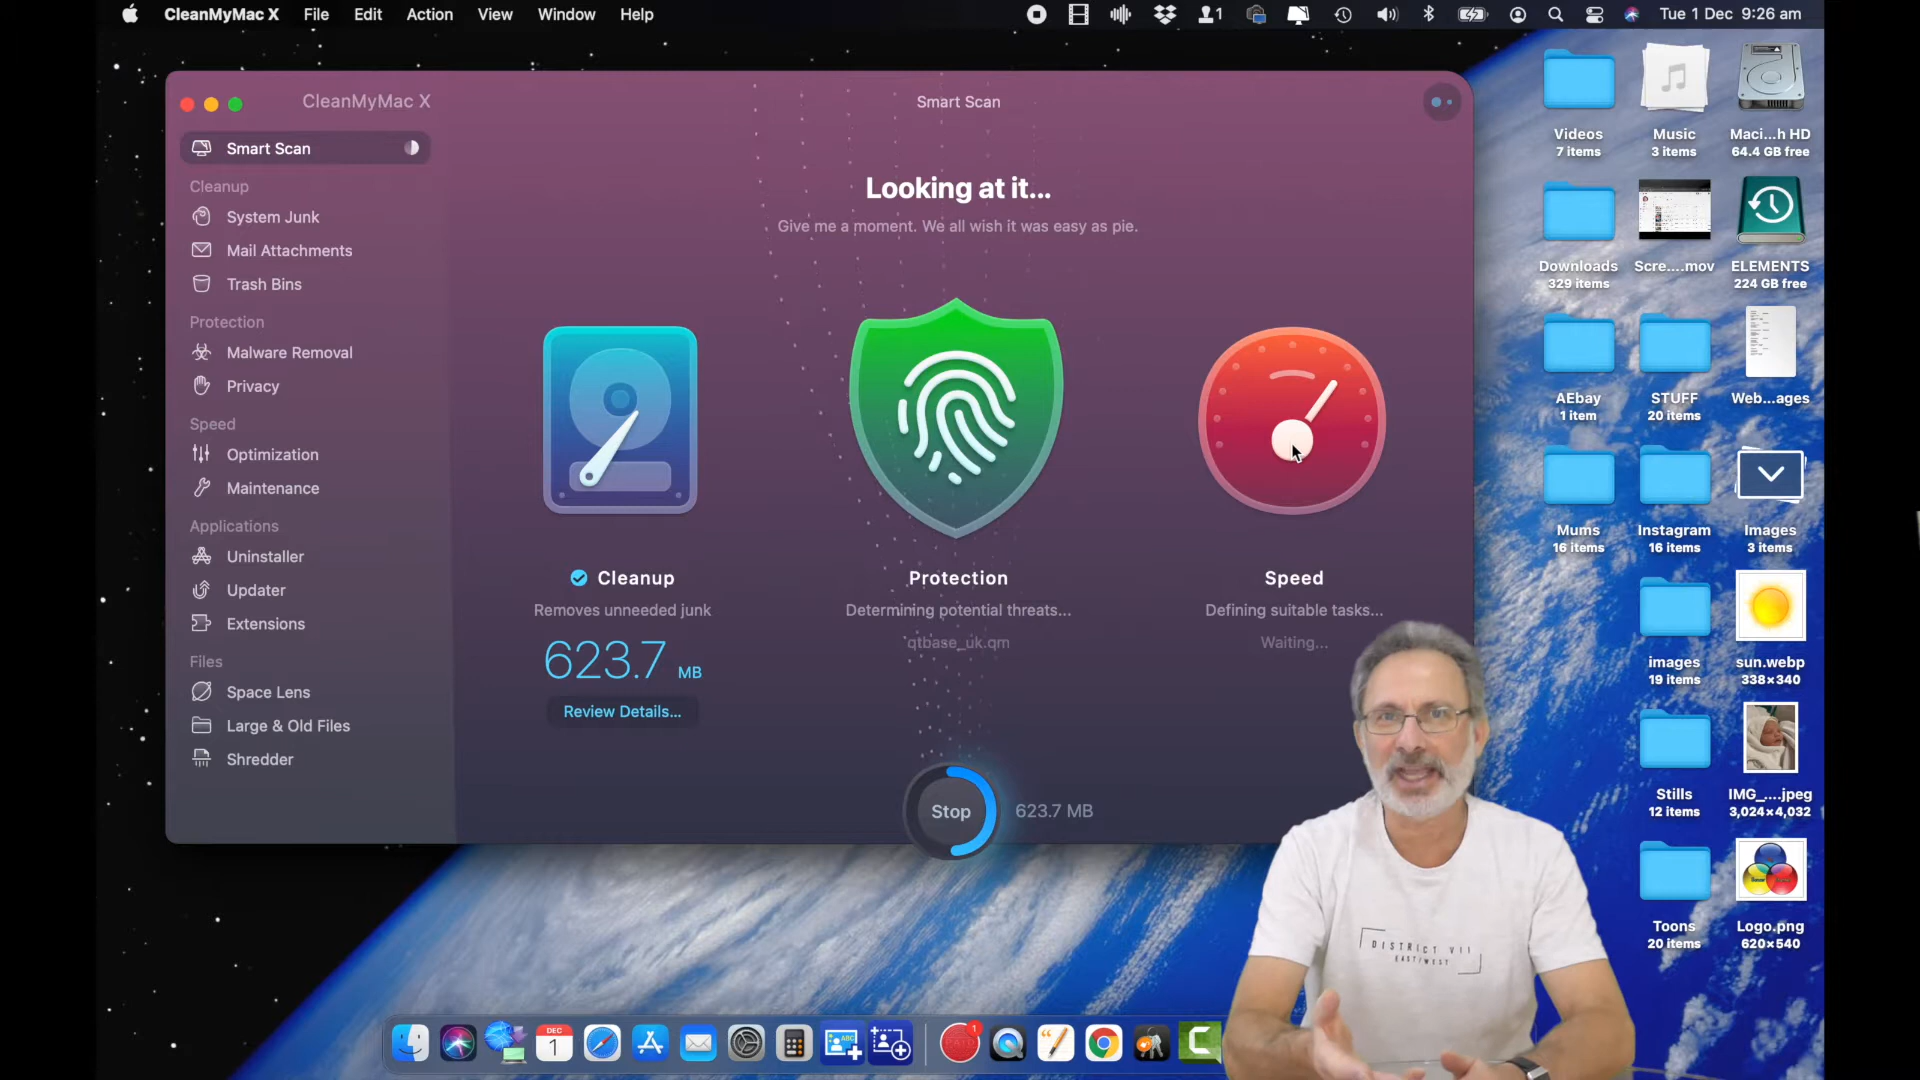 CleanMyMac X File Edit Action View Window Help
1 Tue 1 Dec 9:26 am
CleanMyMac X
Smart Scan
Smart Scan
Cleanup
System Junk
Mail Attachments
Trash Bins
Protection
Malware Removal
Privacy
Speed
Optimization
Maintenance
Applications
Uninstaller
Updater
Extensions
Files
Space Lens
Large & Old Files
Shredder
Looking at it...
Give me a moment. We all wish it was easy as pie.
Cleanup
Removes unneeded junk
623.7 MB
Review Details...
Protection
Determining potential threats...
qtbase_uk.qm
Speed
Defining suitable tasks...
Waiting...
Stop
623.7 MB
Videos
7 items
Music
3 items
Maci...h HD
64.4 GB free
Downloads
329 items
Scre....mov
ELEMENTS
224 GB free
AEbay
1 item
STUFF
20 items
Web...ages
Mums
16 items
Instagram
16 items
Images
3 items
images
19 items
sun.webp
338×340
Stills
12 items
IMG_....jpeg
3,024×4,032
Toons
20 items
Logo.png
620×540
DISTRICT VII
EAST/WEST
DEC
1
ABC
1